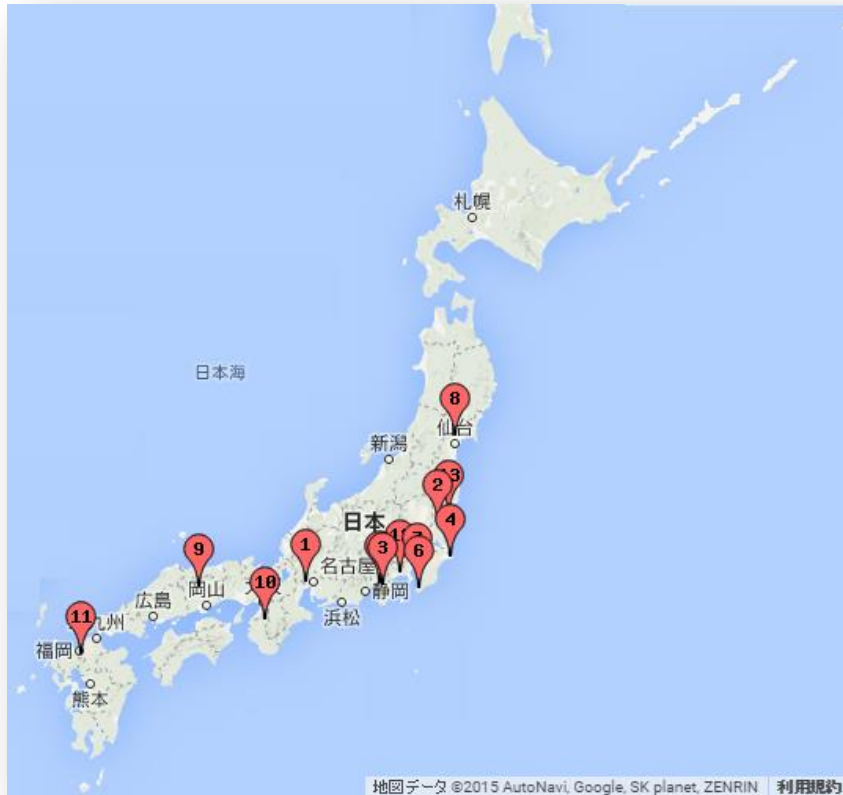 札幌
日本海
8
仙台
新潟
13
2
日本
4
1
3
6
9
名古屋
10
岡山
静岡
広島
浜松
11
九州
福岡
熊本
地図データ ©2015 AutoNavi, Google, SK planet, ZENRIN 利用規約